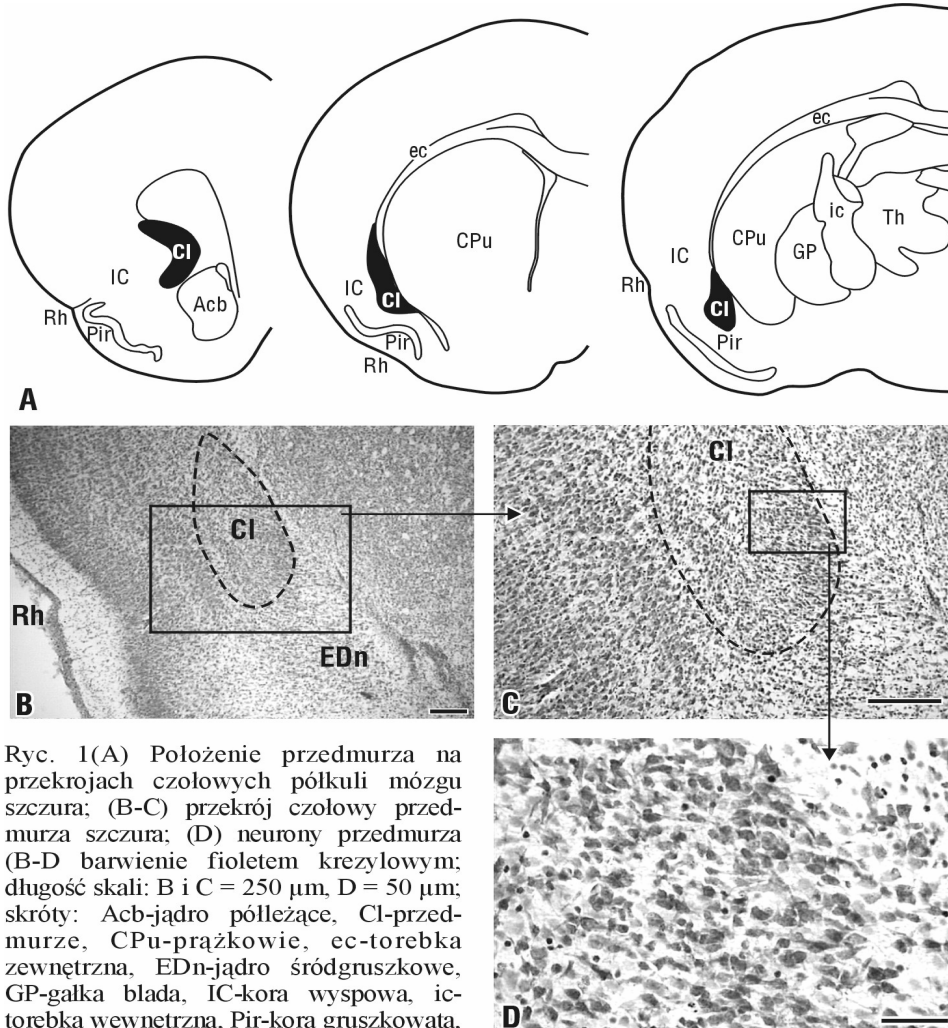 ec
ec
Cl
CPu
ic
Th
IC
IC
IC
CPu
GP
Acb
Cl
Rh
Rh
Cl
Pir
Pir
Pir
Rh
A
Cl
Cl
Rh
EDn
B
C
Ryc. 1(A) Położenie przedmurza na
przekrojach czołowych półkuli mózgu
szczura; (B-C) przekrój czołowy przed-
murza szczura; (D) neurony przedmurza
(B-D barwienie fioletem krezylowym;
długość skali: B i C = 250 μm, D = 50 μm;
skróty: Acb-jądro półleżące, Cl-przed-
murze, CPu-prążkowie, ec-torebka
zewnętrzna, EDn-jądro śródgruszkowe,
GP-gałka blada, IC-kora wyspowa, ic-
torebka wewnętrzna, Pir-kora gruszkowata,
D